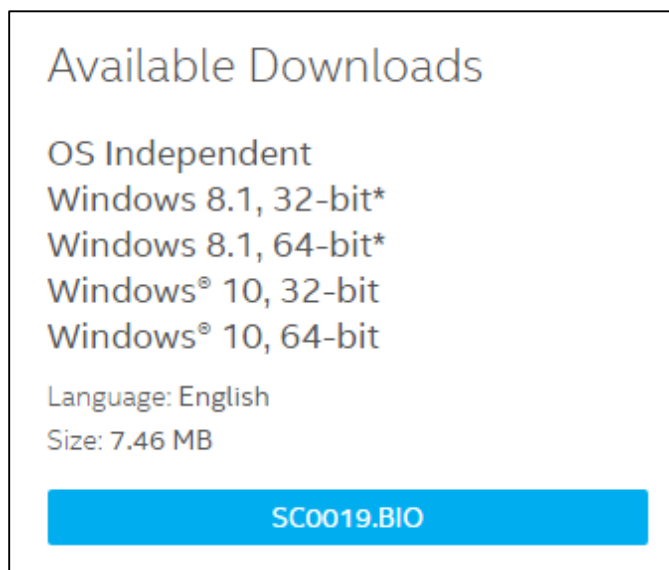 Available Downloads
OS Independent
Windows 8.1, 32-bit*
Windows 8.1, 64-bit*
Windows® 10, 32-bit
Windows® 10, 64-bit
Language: English
Size: 7.46 MB
SC0019.BIO